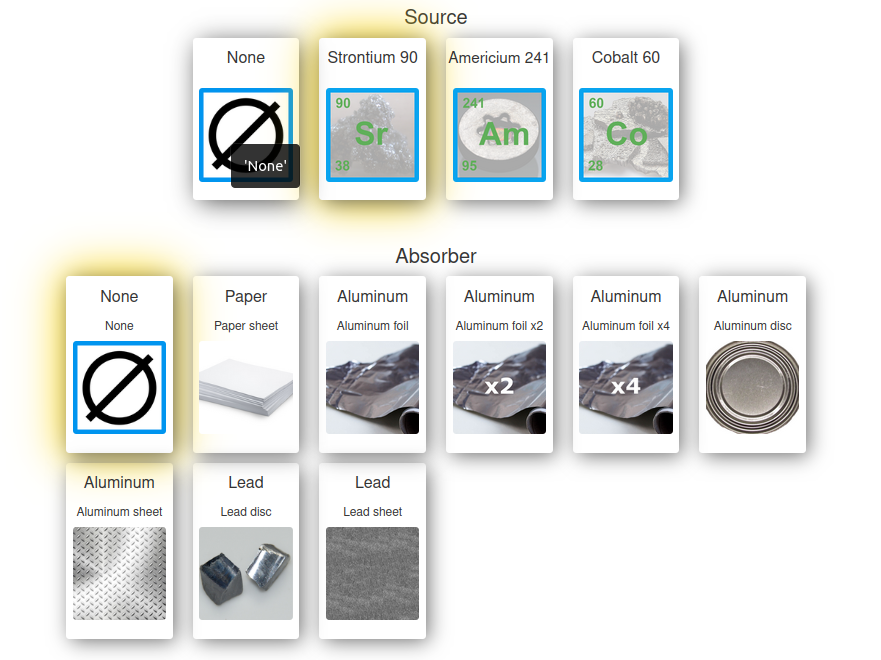 Source
None
Strontium 90
Americium 241
Cobalt 60
'None'
90
Sr
38
241
Am
95
60
Co
28
Absorber
None
None
Paper
Paper sheet
Aluminum
Aluminum foil
Aluminum
Aluminum foil x2
x2
Aluminum
Aluminum foil x4
x4
Aluminum
Aluminum disc
Aluminum
Aluminum sheet
Lead
Lead disc
Lead
Lead sheet